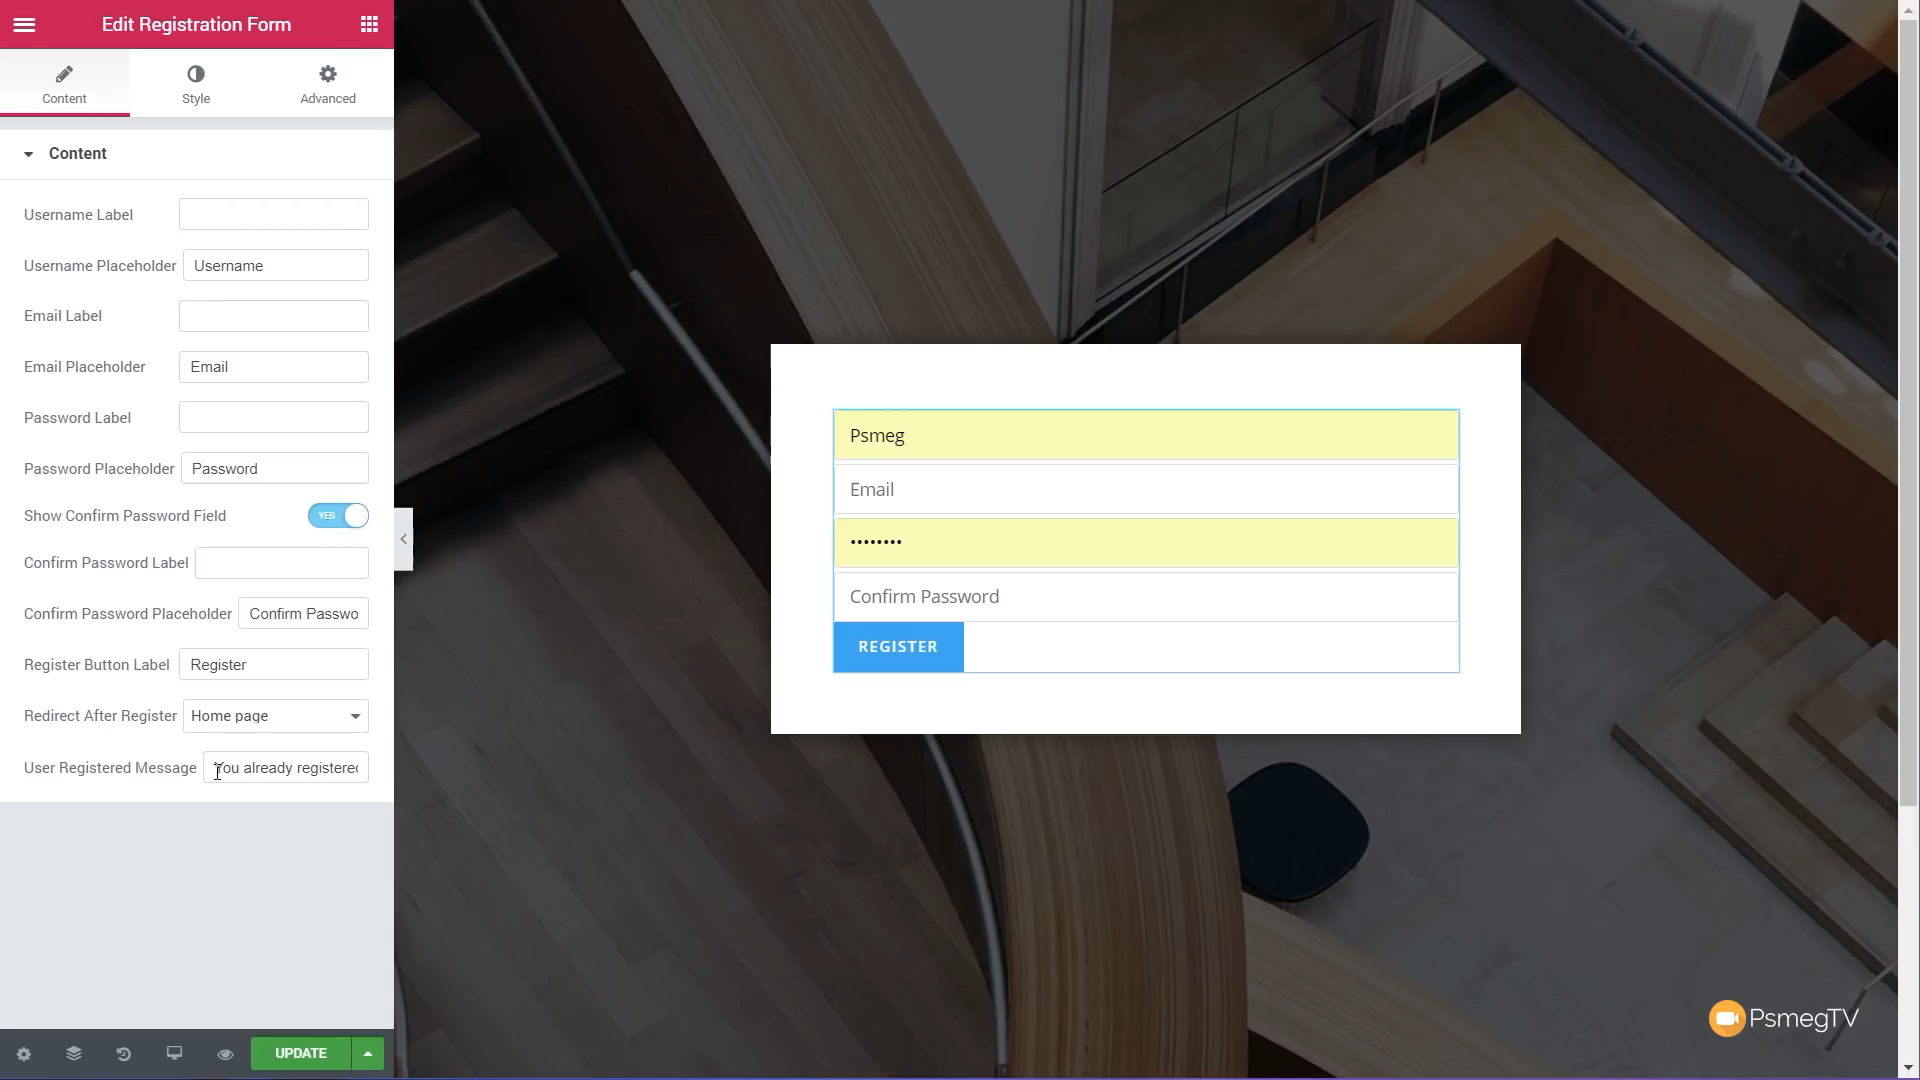 Edit Registration Form
Content
Style
Advanced
Content
Username Label
Username Placeholder
Username
Email Label
Email Placeholder
Email
Password Label
Password Placeholder
Password
Show Confirm Password Field
YES
Confirm Password Label
Confirm Password Placeholder
Confirm Passwo
Register Button Label
Register
Redirect After Register
Home page
User Registered Message
You already registered
UPDATE
Psmeg
Email
••••••••
Confirm Password
REGISTER
PsmegTV